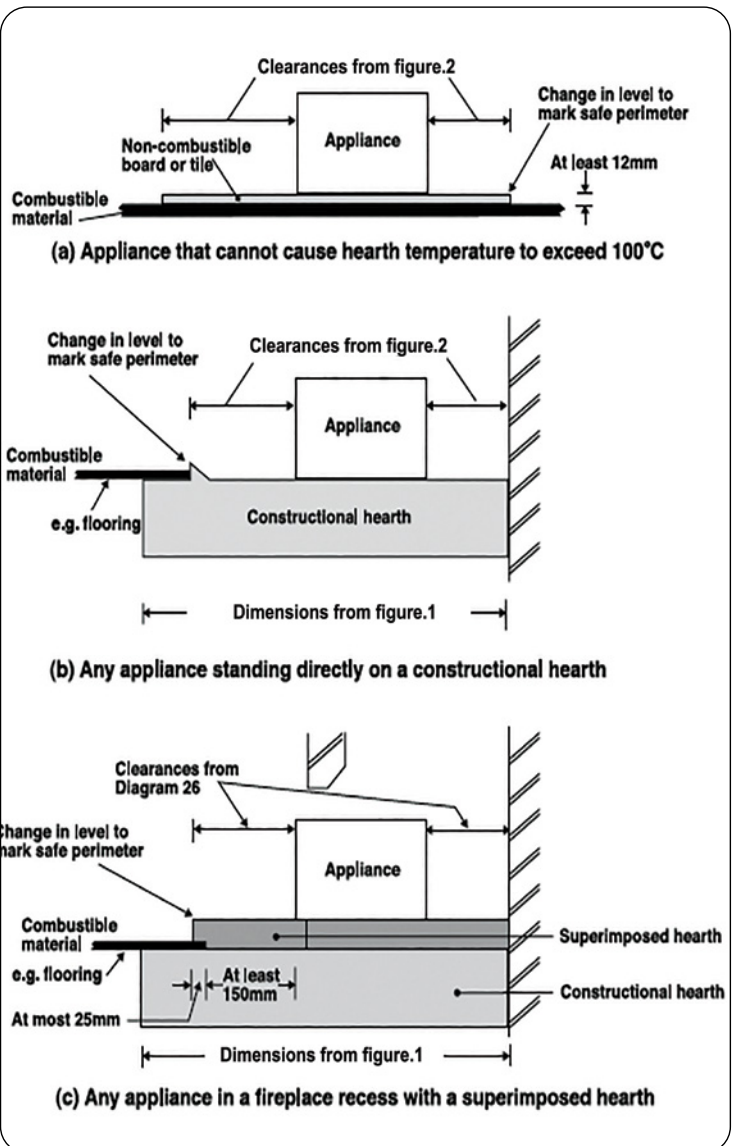 Clearances from figure.2
Change in level to
mark safe perimeter
Appliance
Non-combustible
board or tile
At least 12mm
Combustible
material
(a) Appliance that cannot cause hearth temperature to exceed 100°C
Change in level to
mark safe perimeter
Clearances from figure.2
Appliance
Combustible
material
e.g. flooring
Constructional hearth
Dimensions from figure.1
(b) Any appliance standing directly on a constructional hearth
Clearances from
Diagram 26
Change in level to
mark safe perimeter
Appliance
Combustible
material
Superimposed hearth
e.g. flooring
At least
150mm
Constructional hearth
At most 25mm
Dimensions from figure.1
(c) Any appliance in a fireplace recess with a superimposed hearth